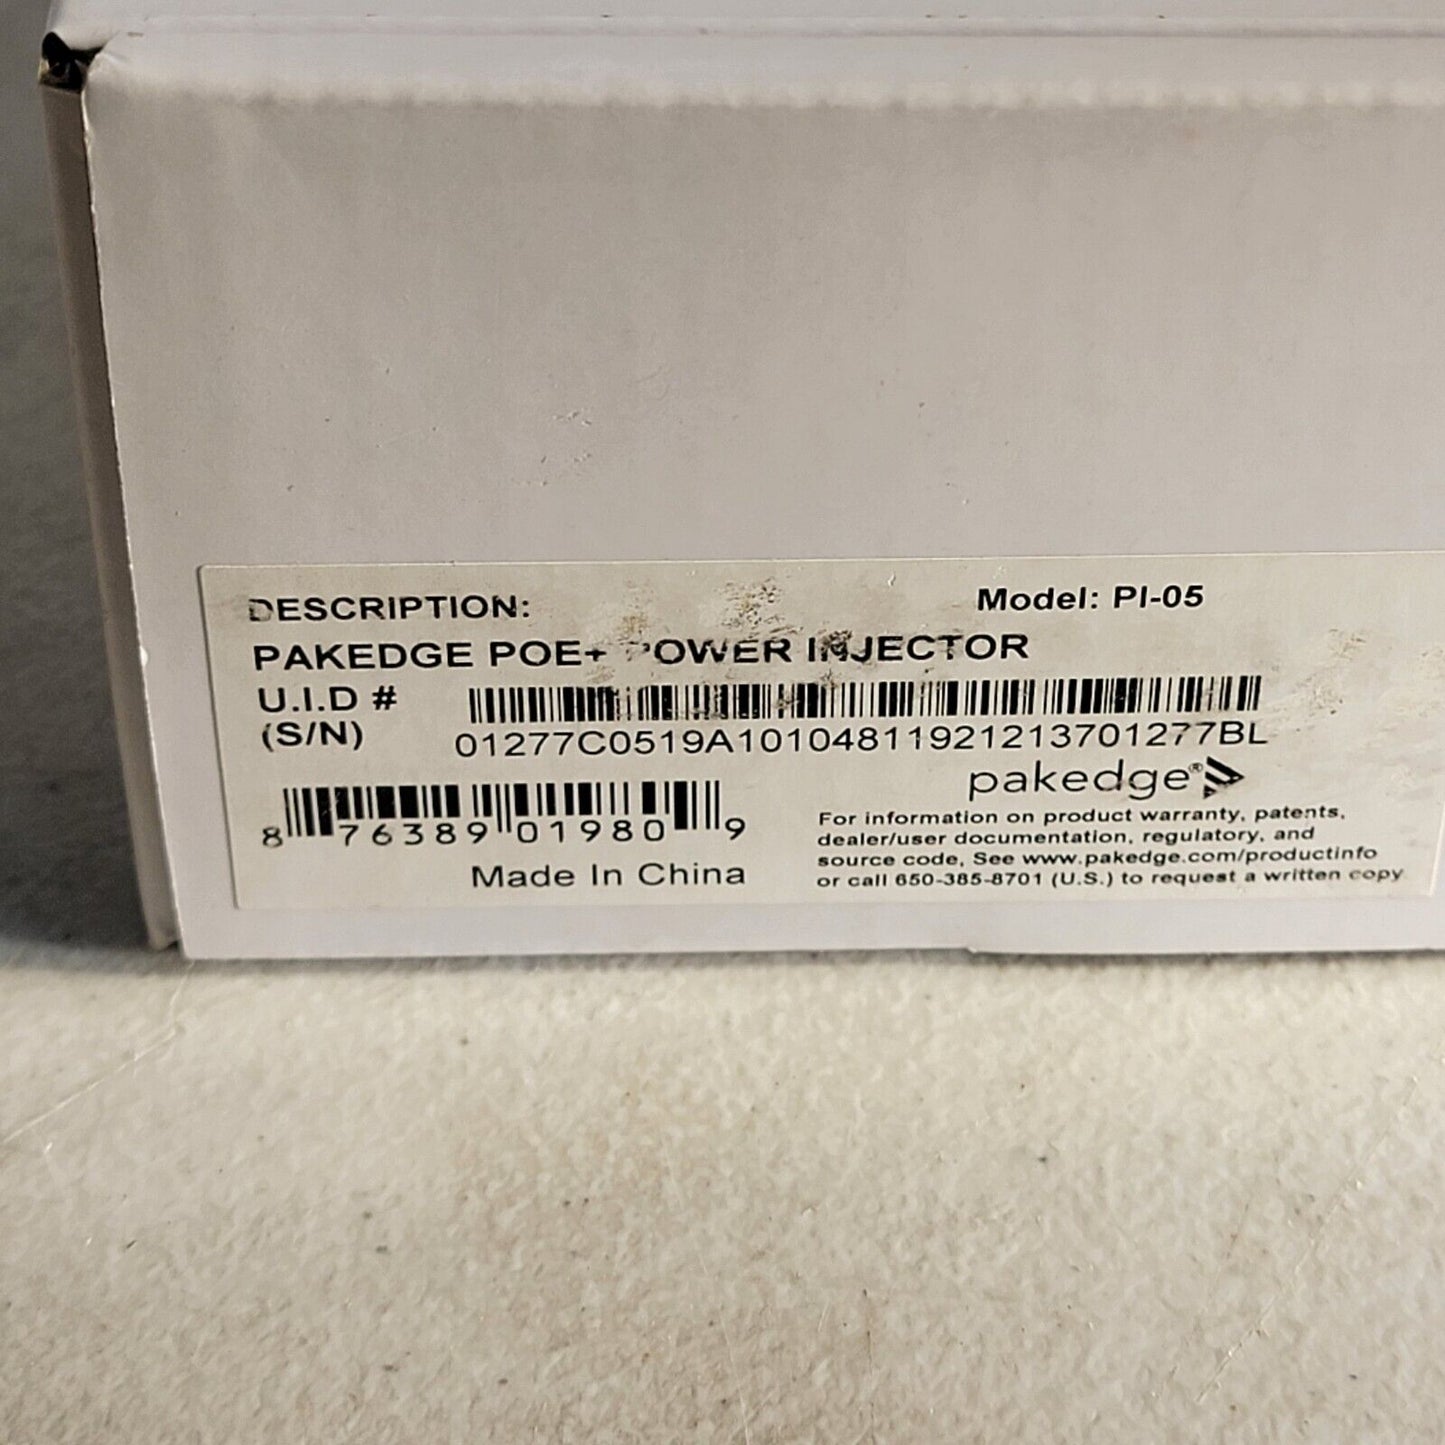 DESCRIPTION:
Model: PI-05
PAKEDGE POE+ POWER INJECTOR
U.I.D #
(S/N)
01277C0519A10104811921213701277BL
8 76389 01980 9
Made In China
pakedge®
For information on product warranty, patents,
dealer/user documentation, regulatory, and
source code, See www.pakedge.com/productinfo
or call 650-385-8701 (U.S.) to request a written copy